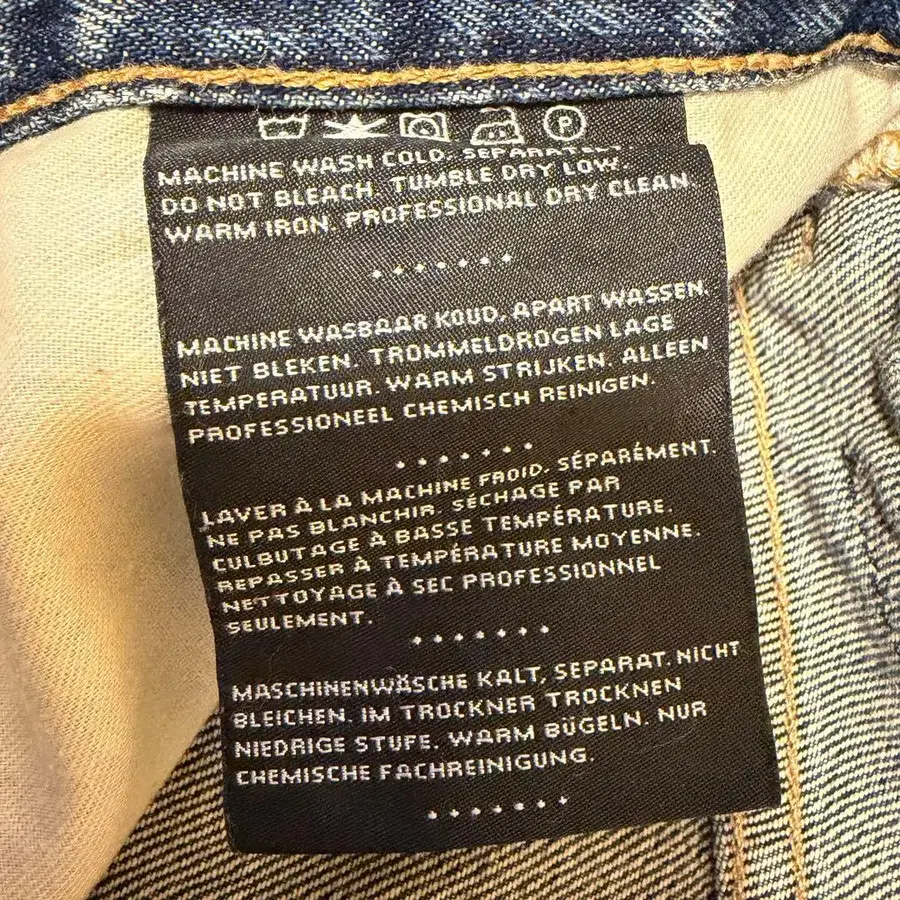 P
MACHINE WASH COLD. SEPARATELY.
DO NOT BLEACH. TUMBLE DRY LOW.
WARM IRON. PROFESSIONAL DRY CLEAN.
MACHINE WASBAAR KOUD. APART WASSEN.
NIET BLEKEN. TROMMELDROGEN LAGE
TEMPERATUUR. WARM STRIJKEN. ALLEEN
PROFESSIONEEL CHEMISCH REINIGEN.
LAVER À LA MACHINE FROID. SÉPARÉMENT.
NE PAS BLANCHIR. SÉCHAGE PAR
CULBUTAGE À BASSE TEMPÉRATURE.
REPASSER À TEMPÉRATURE MOYENNE.
NETTOYAGE À SEC PROFESSIONNEL
SEULEMENT.
MASCHINENWÄSCHE KALT, SEPARAT. NICHT
BLEICHEN. IM TROCKNER TROCKNEN
NIEDRIGE STUFE. WARM BÜGELN. NUR
CHEMISCHE FACHREINIGUNG.